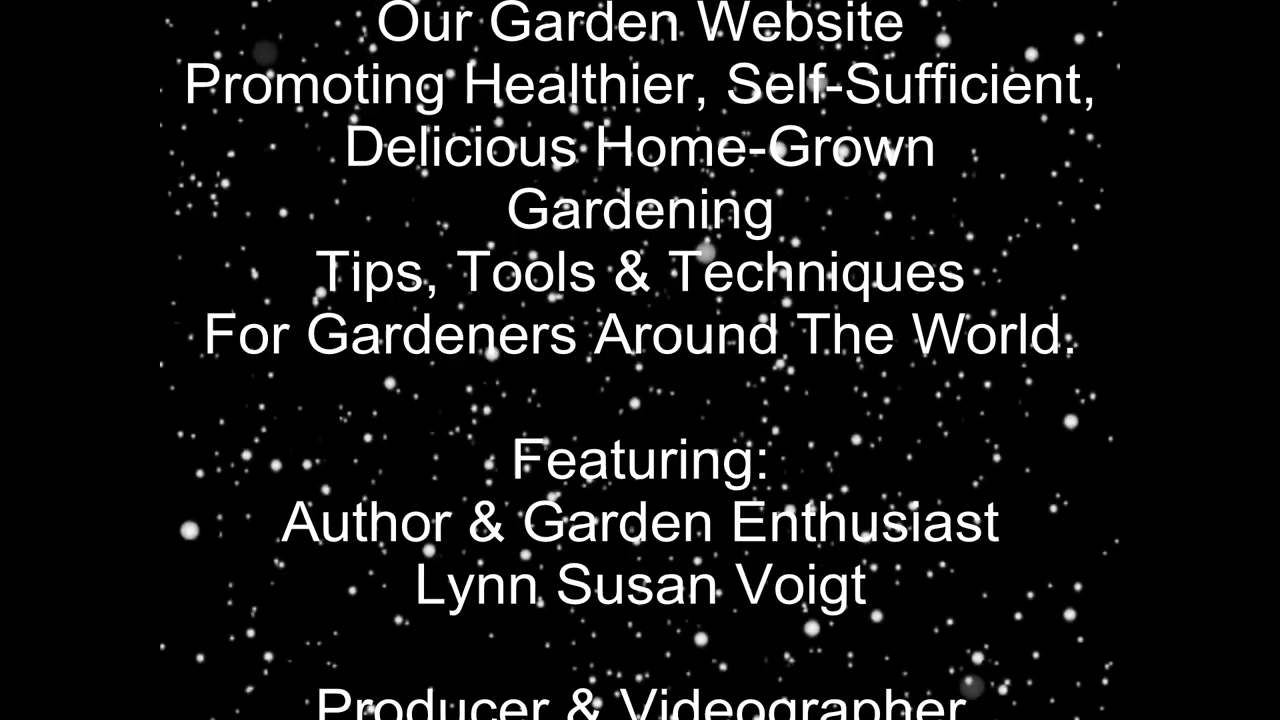 Our Garden Website
Promoting Healthier, Self-Sufficient,
Delicious Home-Grown
Gardening
Tips, Tools & Techniques
For Gardeners Around The World.
Featuring:
Author & Garden Enthusiast
Lynn Susan Voigt
Producer & Videographer